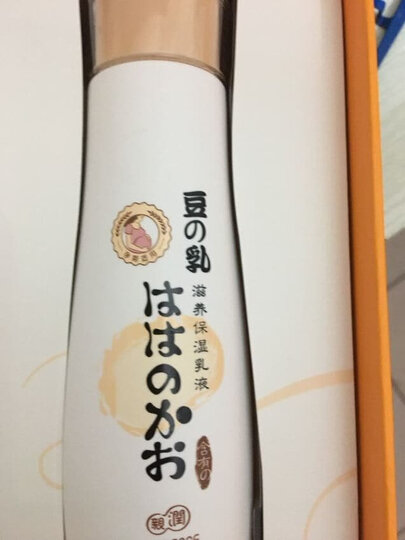 豆の乳
滋养保湿乳液
ははのかお
含有の
親潤